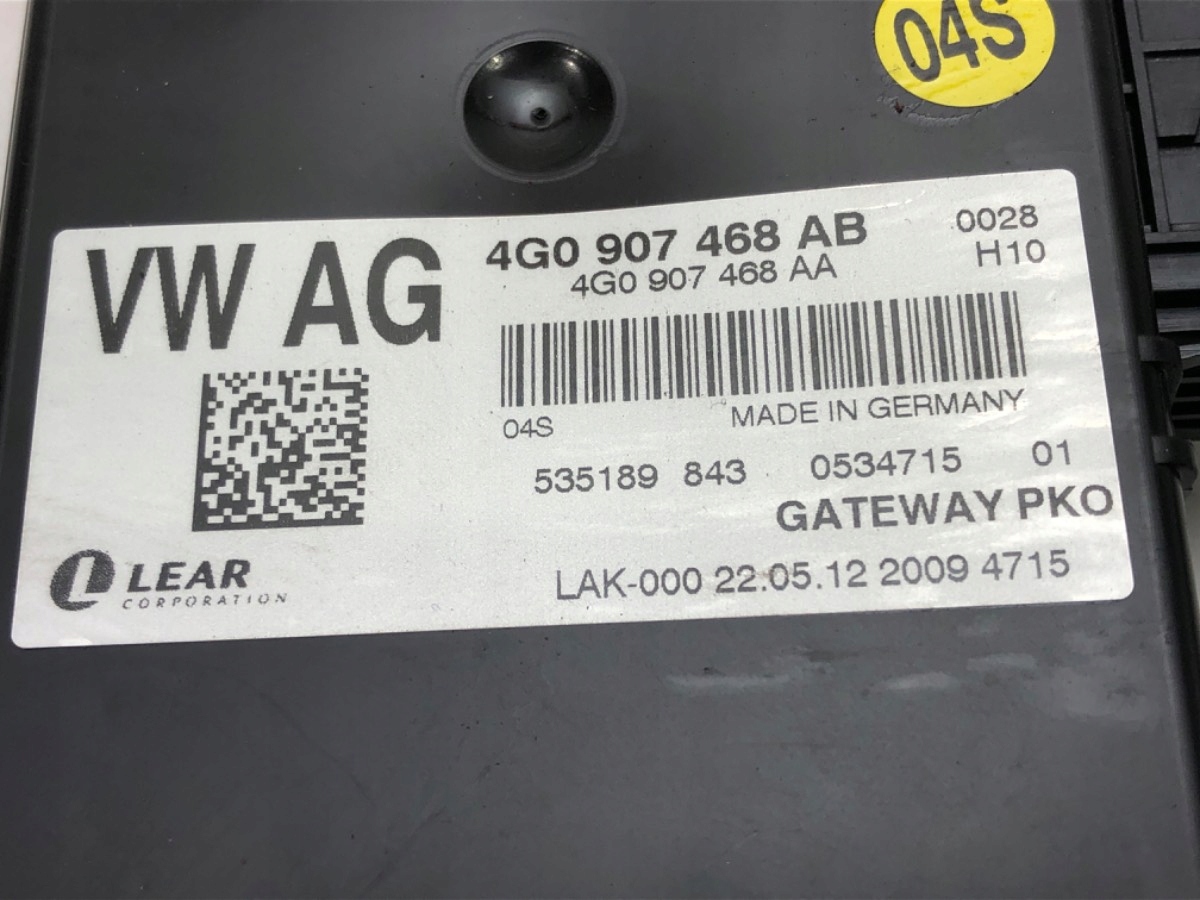 04S
VW AG
4G0 907 468 AB
4G0 907 468 AA
0028
H10
04S
MADE IN GERMANY
535189 843 0534715 01
GATEWAY PKO
LEAR
CORPORATION
LAK-000 22.05.12 2009 4715